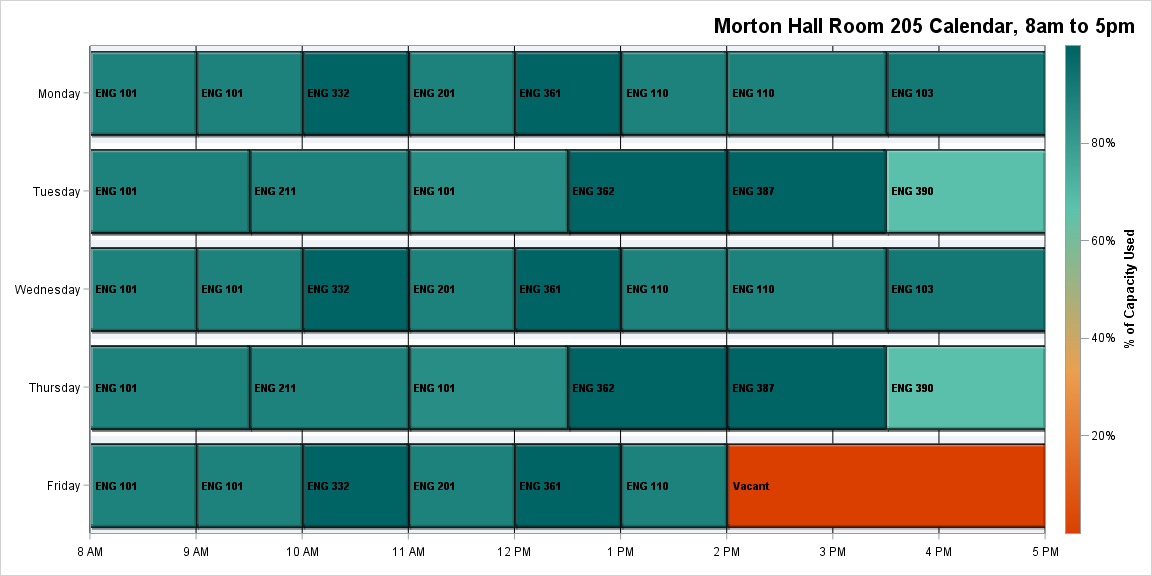 Morton Hall Room 205 Calendar, 8am to 5pm
Monday
ENG 101
ENG 101
ENG 332
ENG 201
ENG 361
ENG 110
ENG 110
ENG 103
Tuesday
ENG 101
ENG 211
ENG 101
ENG 362
ENG 387
ENG 390
Wednesday
ENG 101
ENG 101
ENG 332
ENG 201
ENG 361
ENG 110
ENG 110
ENG 103
Thursday
ENG 101
ENG 211
ENG 101
ENG 362
ENG 387
ENG 390
Friday
ENG 101
ENG 101
ENG 332
ENG 201
ENG 361
ENG 110
Vacant
8 AM
9 AM
10 AM
11 AM
12 PM
1 PM
2 PM
3 PM
4 PM
5 PM
80%
60%
40%
20%
% of Capacity Used